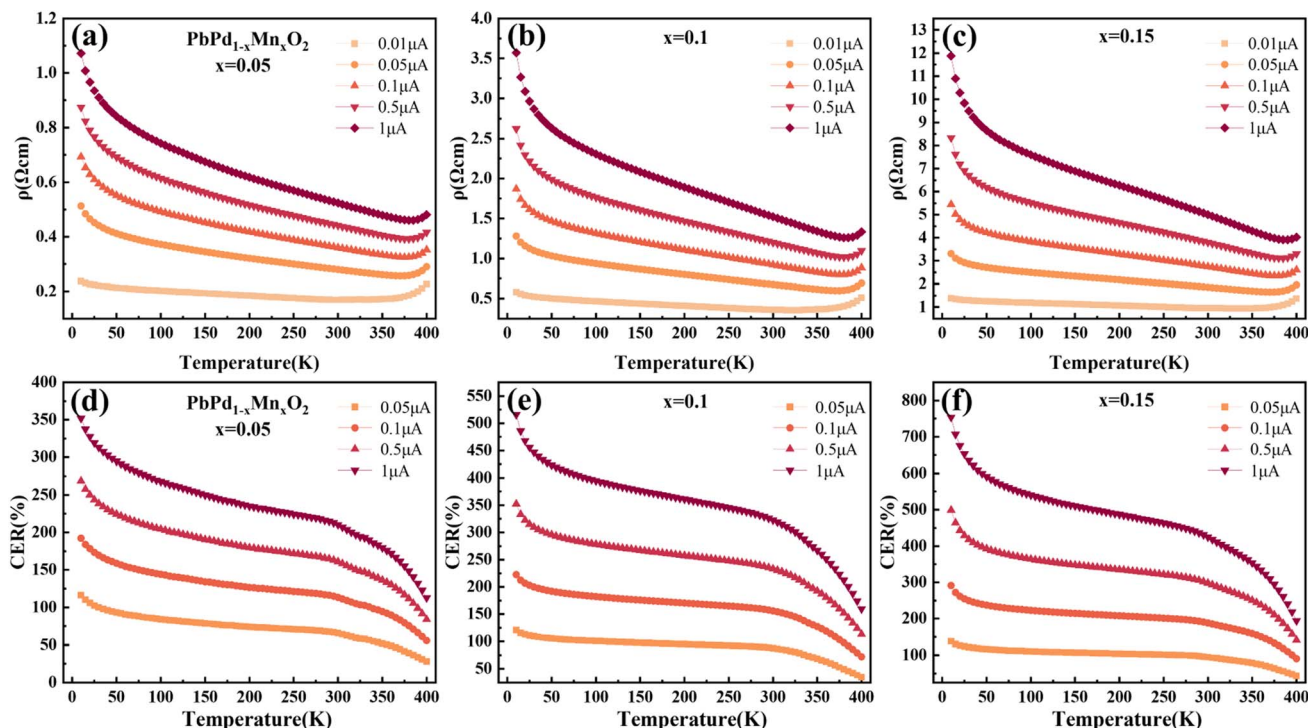 (a)
PbPd1-xMnxO2
x=0.05
0.01μA
0.05μA
0.1μA
0.5μA
1μA
ρ(Ωcm)
1.2
1.0
0.8
0.6
0.4
0.2
0 50 100 150 200 250 300 350 400
Temperature(K)
(b)
x=0.1
0.01μA
0.05μA
0.1μA
0.5μA
1μA
ρ(Ωcm)
4.0
3.5
3.0
2.5
2.0
1.5
1.0
0.5
0 50 100 150 200 250 300 350 400
Temperature(K)
(c)
x=0.15
0.01μA
0.05μA
0.1μA
0.5μA
1μA
ρ(Ωcm)
13
12
11
10
9
8
7
6
5
4
3
2
1
0 50 100 150 200 250 300 350 400
Temperature(K)
(d)
PbPd1-xMnxO2
x=0.05
0.05μA
0.1μA
0.5μA
1μA
CER(%)
400
350
300
250
200
150
100
50
0
0 50 100 150 200 250 300 350 400
Temperature(K)
(e)
x=0.1
0.05μA
0.1μA
0.5μA
1μA
CER(%)
550
500
450
400
350
300
250
200
150
100
50
0 50 100 150 200 250 300 350 400
Temperature(K)
(f)
x=0.15
0.05μA
0.1μA
0.5μA
1μA
CER(%)
800
700
600
500
400
300
200
100
0 50 100 150 200 250 300 350 400
Temperature(K)